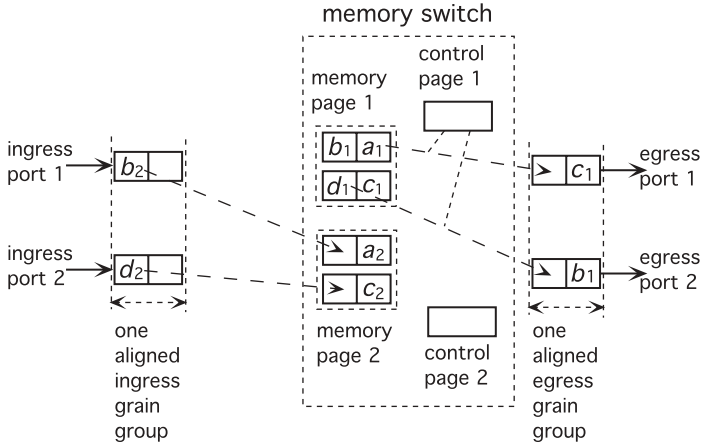 memory switch
control
page 1
memory
page 1
b1 a1
d1 c1
ingress
port 1
b2
c1
egress
port 1
ingress
port 2
d2
a2
c2
b1
egress
port 2
one
aligned
ingress
grain
group
memory
page 2
control
page 2
one
aligned
egress
grain
group